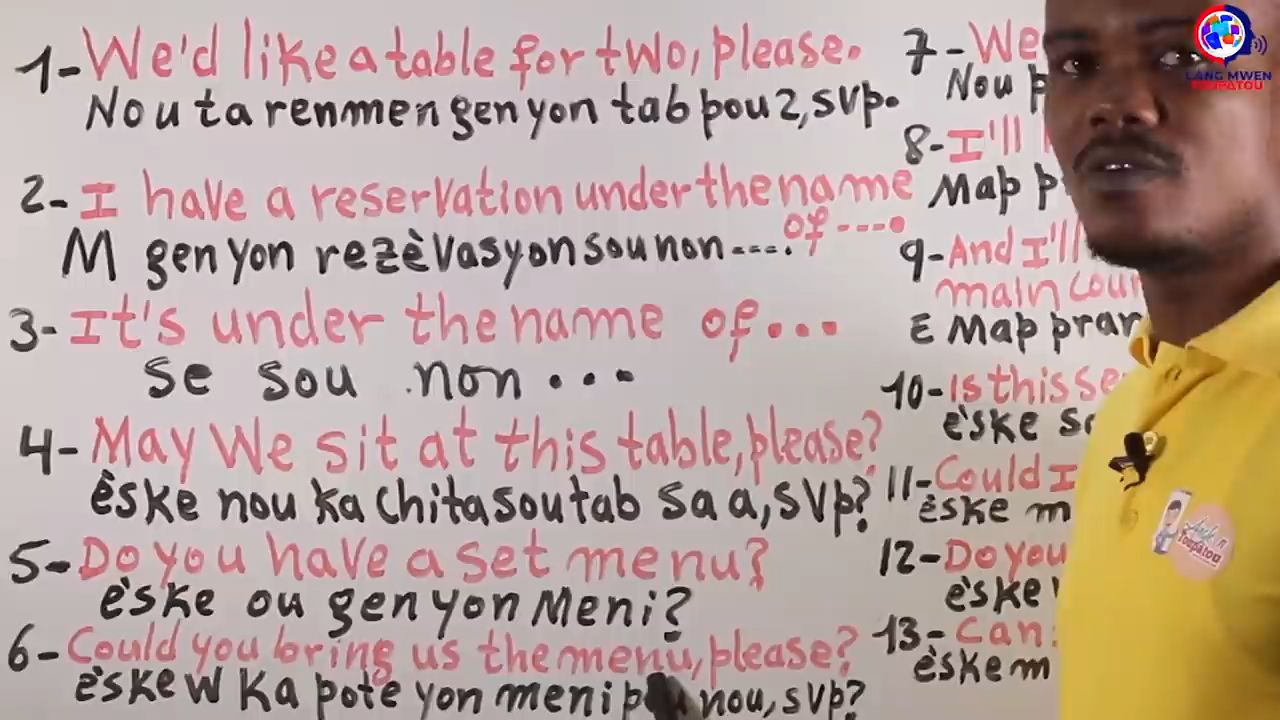 1-We'd like a table for two, please.
Nou ta renmen gen yon tab pou 2, svp.
2-I have a reservation under the name
of ----.
M gen yon rezèvasyon sou non ----.
3-It's under the name of...
se sou non ...
4-May We sit at this table, please?
èske nou ka chita sou tab sa a, svp?
5-Do you have a set menu?
èske ou gen yon Meni?
6-Could you bring us the menu, please?
èske w ka pote yon meni pou nou, svp?
7-We
Nou
8-I'll
Map
9-And I'll
main
E Map
10-Is this
èske
11-Could I
èske m
12-Do you
èske
13-Can
èske m
LANG MWEN
TOUPATOU
Toupatou